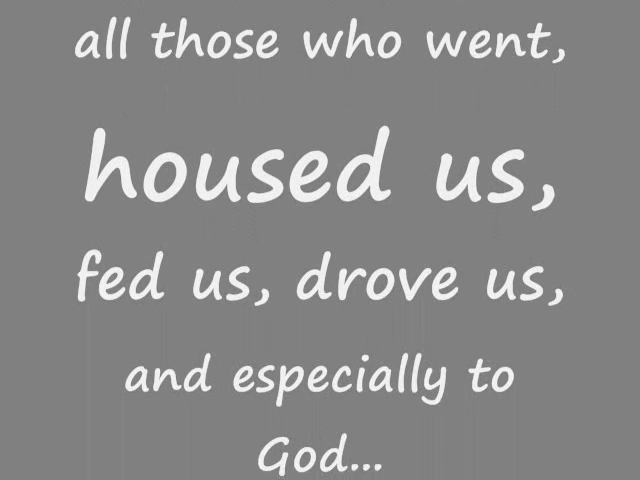 all those who went,
housed us,
fed us, drove us,
and especially to
God...